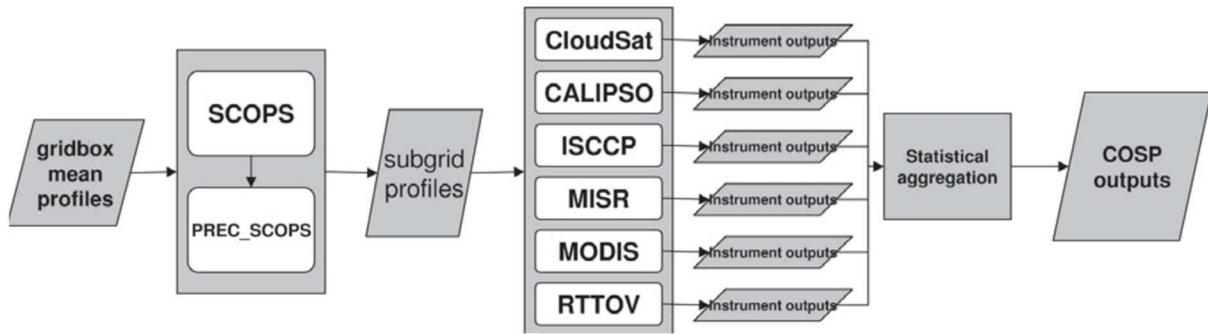 gridbox
mean
profiles
SCOPS
PREC_SCOPS
subgrid
profiles
CloudSat
Instrument outputs
CALIPSO
Instrument outputs
ISCCP
Instrument outputs
MISR
Instrument outputs
MODIS
Instrument outputs
RTTOV
Instrument outputs
Statistical
aggregation
COSP
outputs